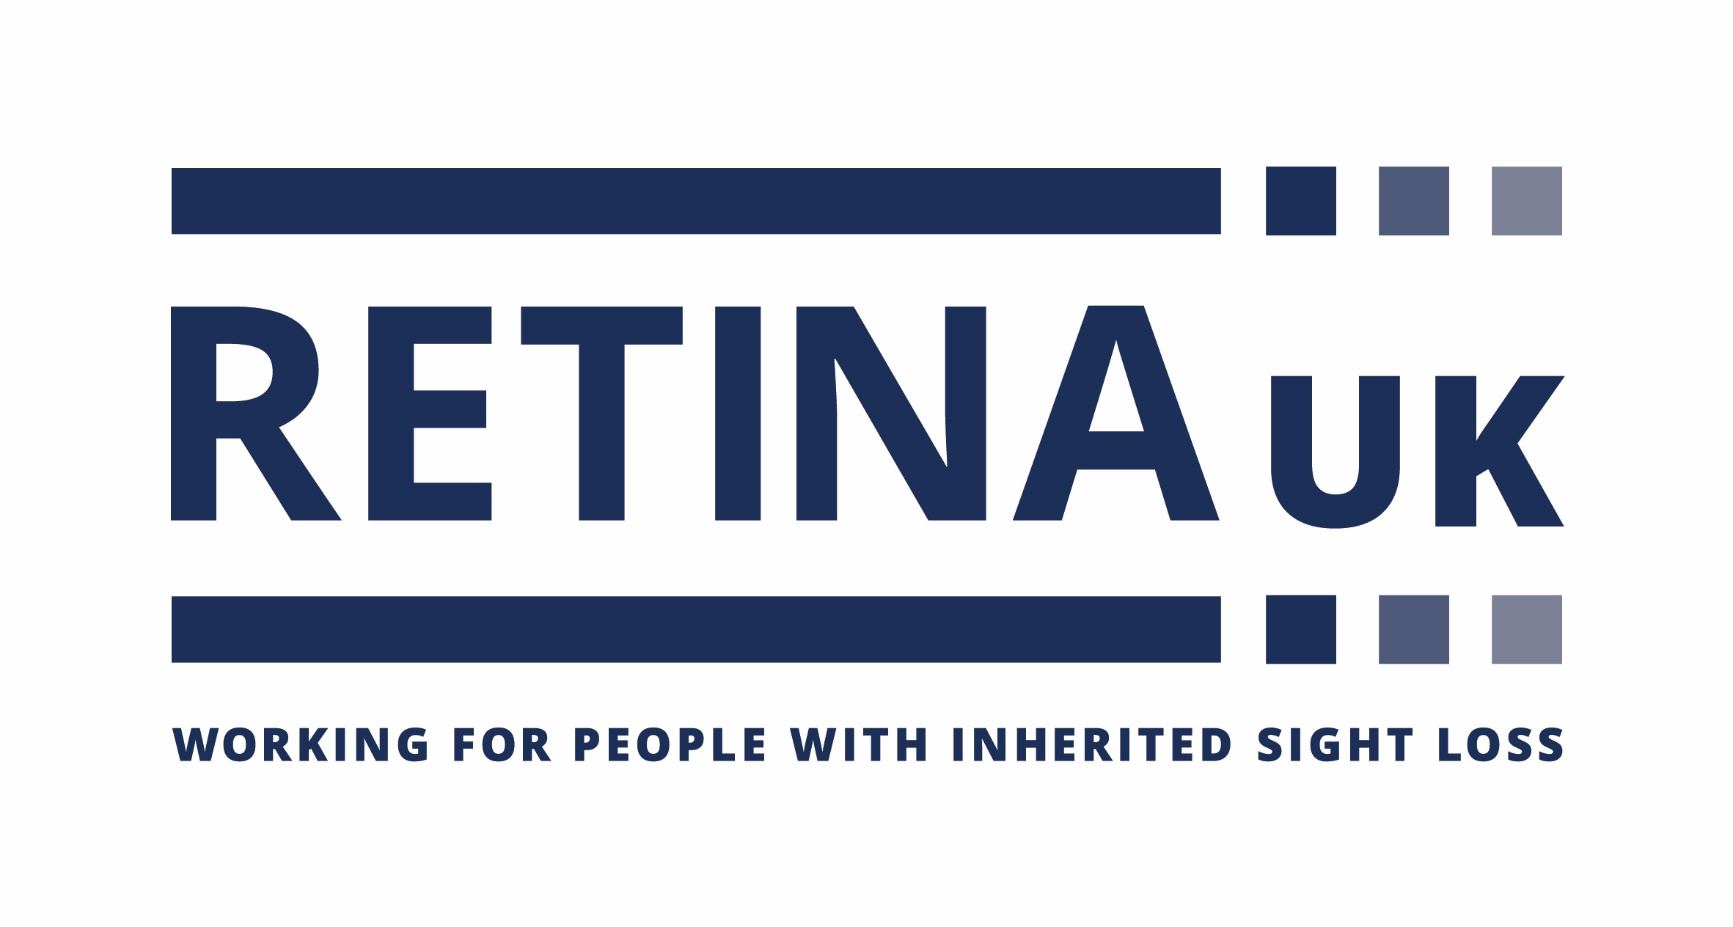 RETINA UK
WORKING FOR PEOPLE WITH INHERITED SIGHT LOSS